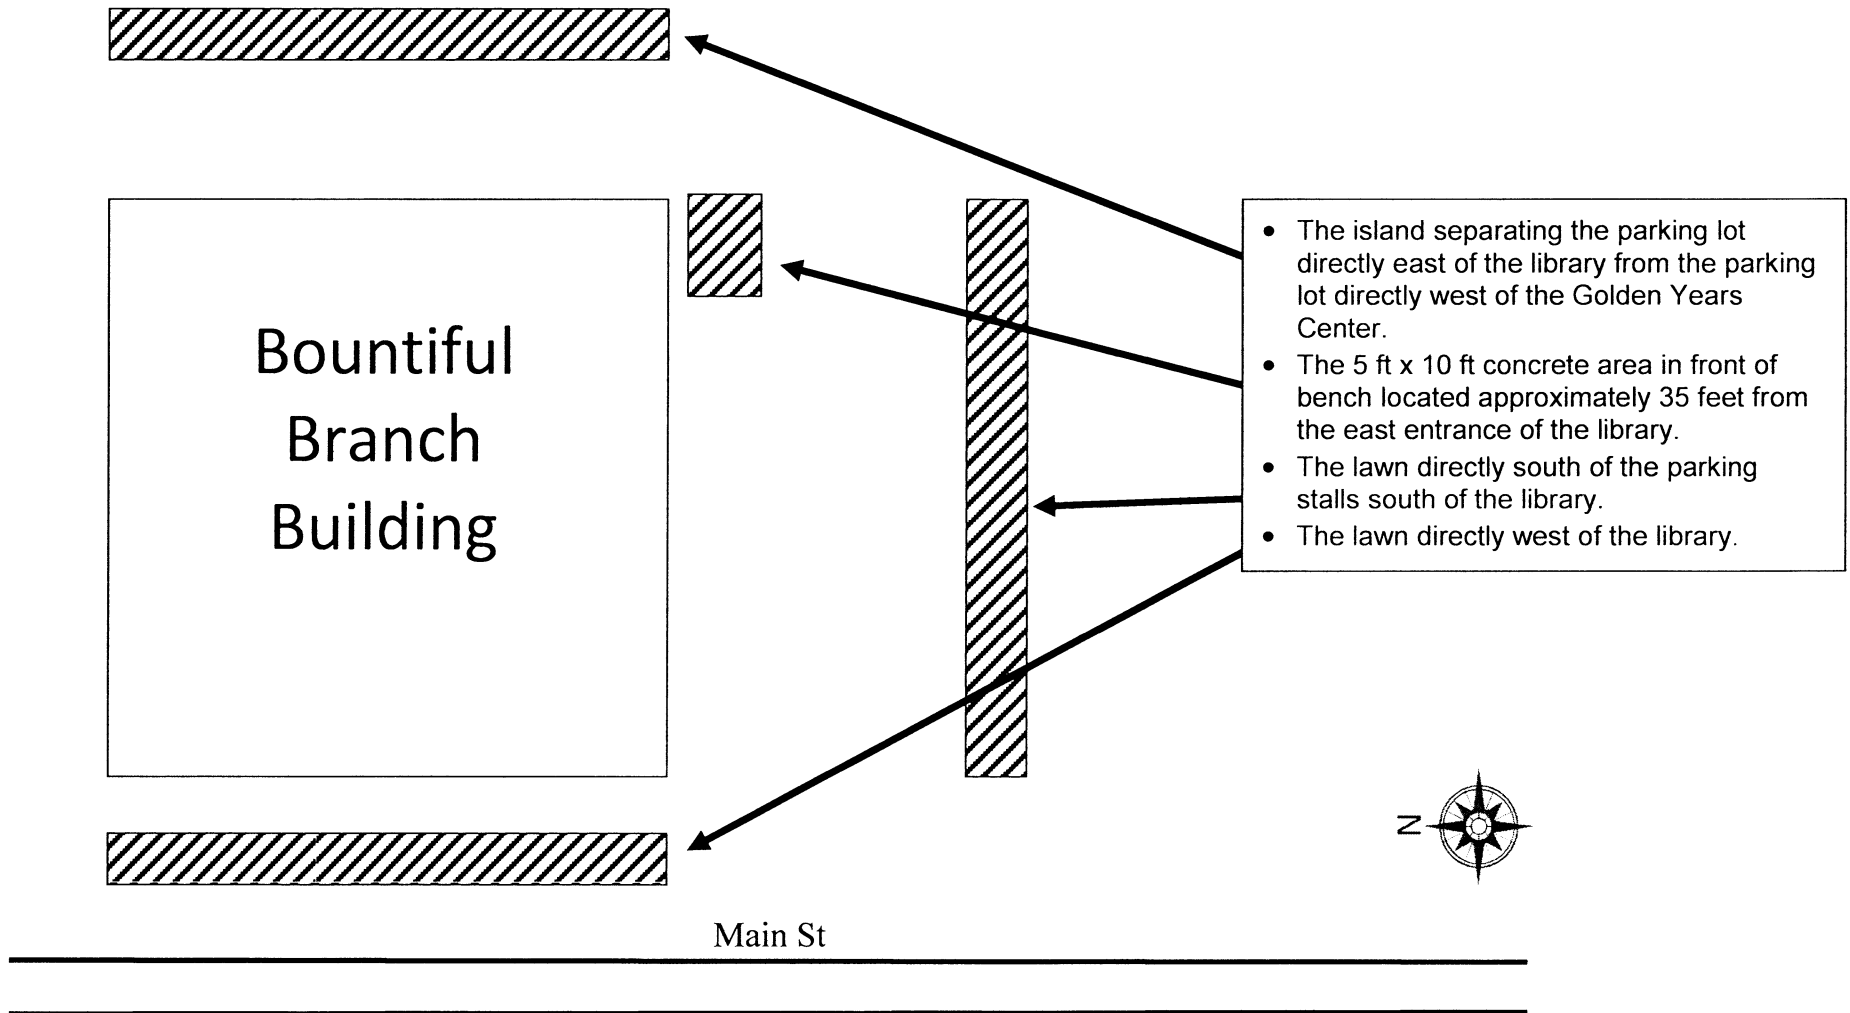 Bountiful
Branch
Building
• The island separating the parking lot
directly east of the library from the parking
lot directly west of the Golden Years
Center.
• The 5 ft x 10 ft concrete area in front of
bench located approximately 35 feet from
the east entrance of the library.
• The lawn directly south of the parking
stalls south of the library.
• The lawn directly west of the library.
N
Main St